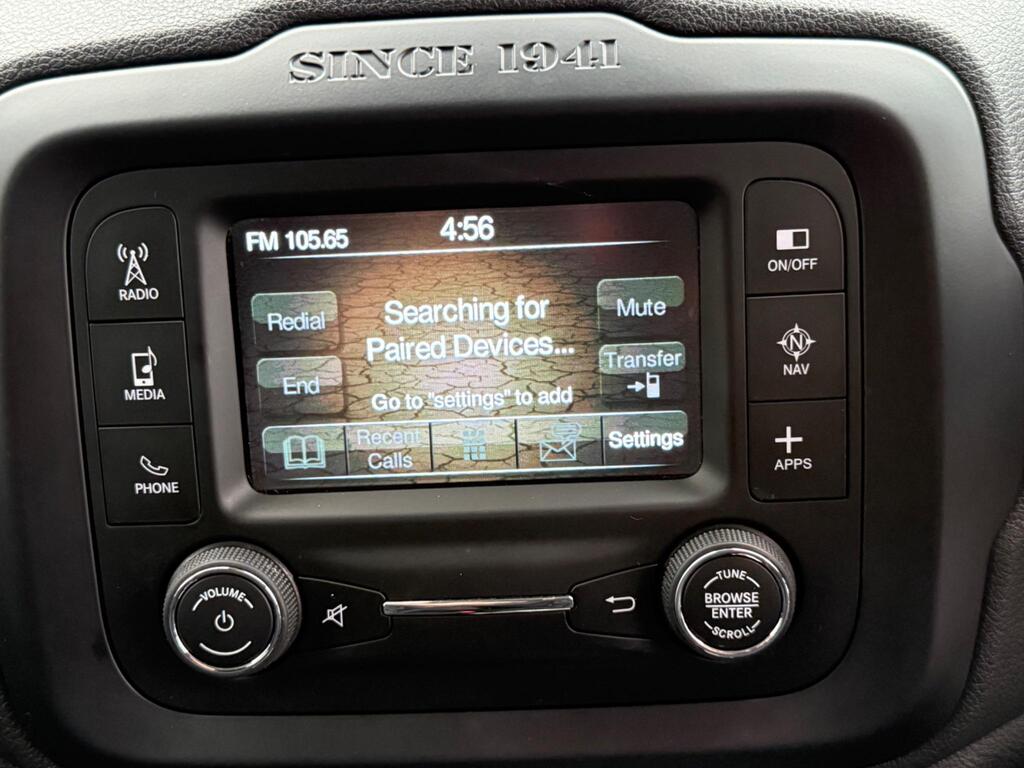 SINCE 1941
FM 105.65
4:56
RADIO
MEDIA
PHONE
Redial
End
Searching for
Paired Devices...
Go to "settings" to add
Mute
Transfer
Recent
Calls
Settings
ON/OFF
N
NAV
APPS
VOLUME
TUNE
BROWSE
ENTER
SCROLL